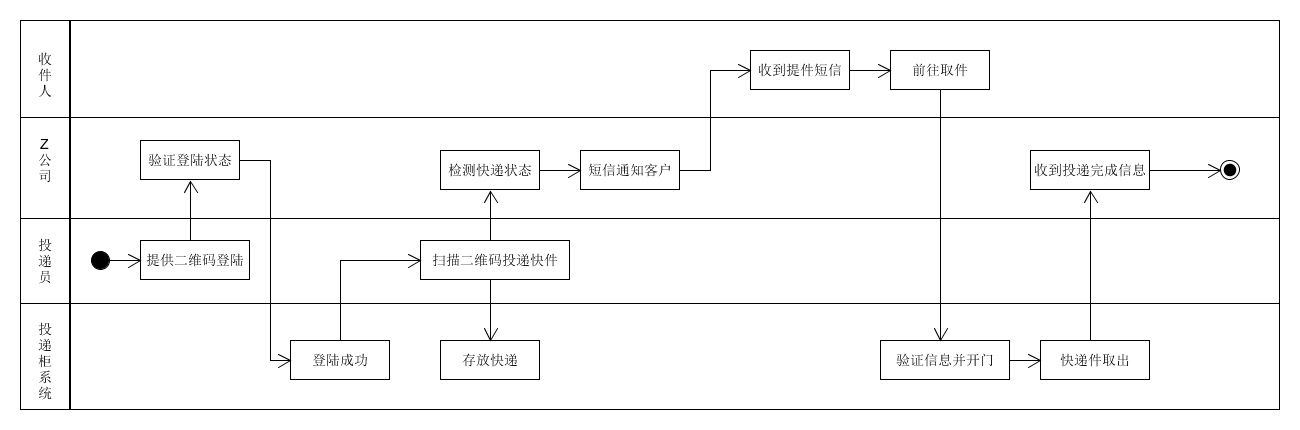 收件人
收到提件短信
前往取件
Z公司
验证登陆状态
检测快递状态
短信通知客户
收到投递完成信息
投递员
提供二维码登陆
扫描二维码投递快件
投递柜系统
登陆成功
存放快递
验证信息并开门
快递件取出